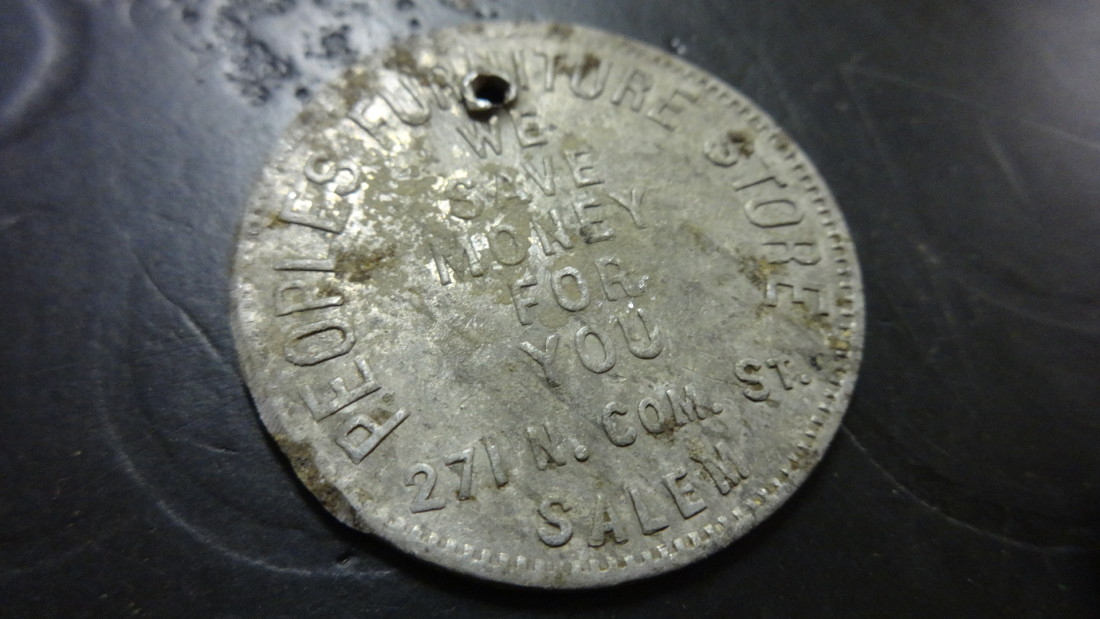 PEOPLES FURNITURE STORE
WE
SAVE
MONEY
FOR
YOU
271 N. COM. ST.
SALEM